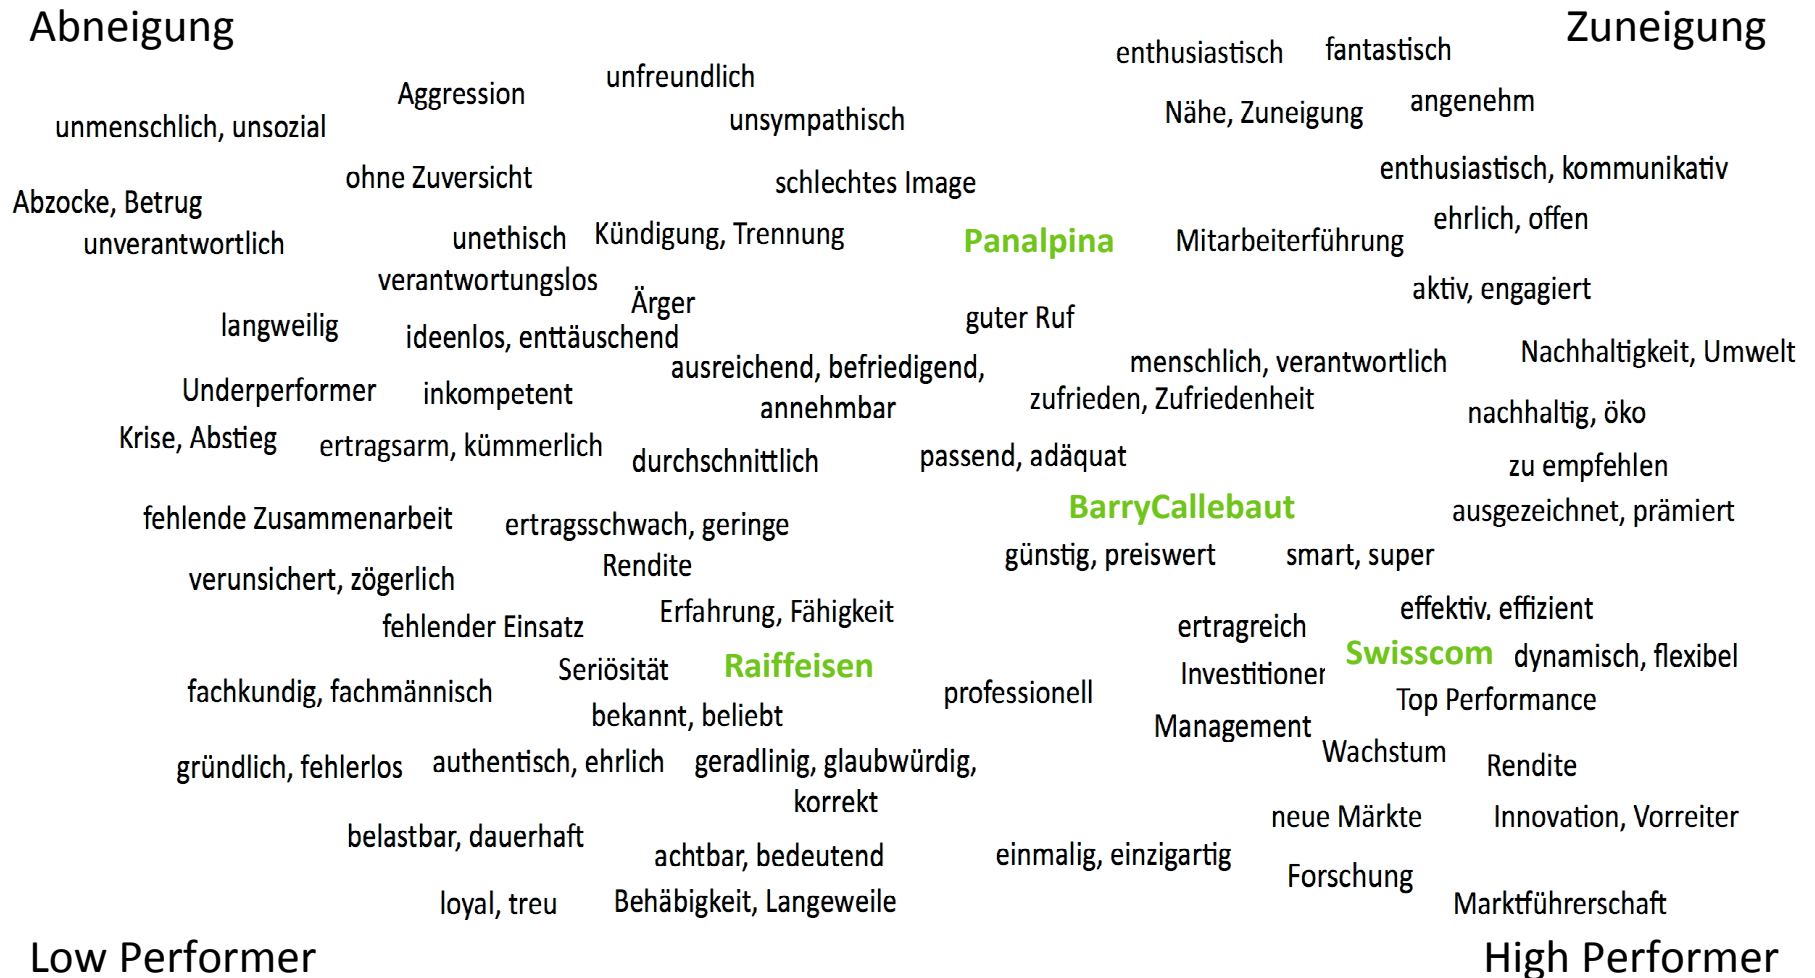 Abneigung
Zuneigung
enthusiastisch
fantastisch
unfreundlich
Aggression
angenehm
Nähe, Zuneigung
unsympathisch
unmenschlich, unsozial
enthusiastisch, kommunikativ
ohne Zuversicht
schlechtes Image
Abzocke, Betrug
ehrlich, offen
unverantwortlich
unethisch
Kündigung, Trennung
Panalpina
Mitarbeiterführung
verantwortungslos
aktiv, engagiert
Ärger
guter Ruf
langweilig
ideenlos, enttäuschend
Nachhaltigkeit, Umwelt
ausreichend, befriedigend,
annehmbar
menschlich, verantwortlich
Underperformer
inkompetent
zufrieden, Zufriedenheit
nachhaltig, öko
Krise, Abstieg
ertragsarm, kümmerlich
durchschnittlich
passend, adäquat
zu empfehlen
BarryCallebaut
ausgezeichnet, prämiert
fehlende Zusammenarbeit
ertragsschwach, geringe
Rendite
günstig, preiswert
smart, super
verunsichert, zögerlich
Erfahrung, Fähigkeit
effektiv, effizient
fehlender Einsatz
ertragreich
Swisscom
dynamisch, flexibel
Seriösität
Raiffeisen
Investitioner
fachkundig, fachmännisch
professionell
Top Performance
bekannt, beliebt
Management
Wachstum
gründlich, fehlerlos
authentisch, ehrlich
geradlinig, glaubwürdig,
korrekt
Rendite
neue Märkte
Innovation, Vorreiter
belastbar, dauerhaft
achtbar, bedeutend
einmalig, einzigartig
Forschung
loyal, treu
Behäbigkeit, Langeweile
Marktführerschaft
Low Performer
High Performer